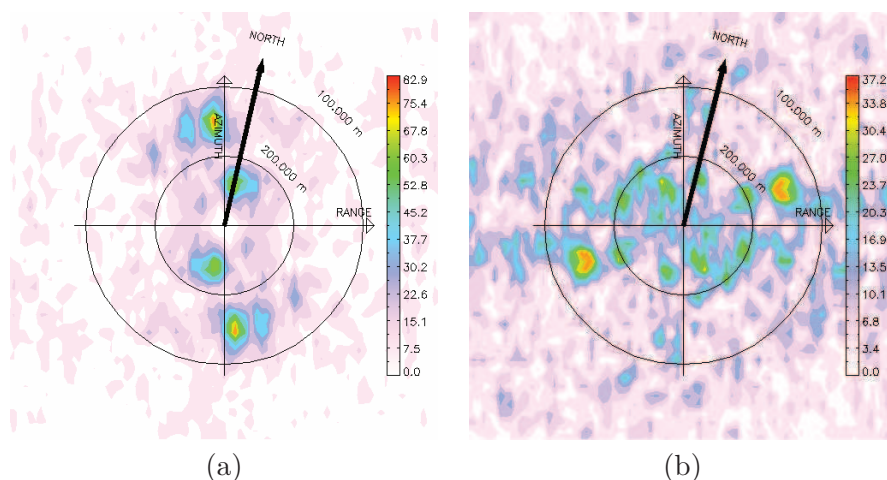 NORTH
AZIMUTH
100.000 m
200.000 m
RANGE
82.9
75.4
67.8
60.3
52.8
45.2
37.7
30.2
22.6
15.1
7.5
0.0
(a)
NORTH
AZIMUTH
100.000 m
200.000 m
RANGE
37.2
33.8
30.4
27.0
23.7
20.3
16.9
13.5
10.1
6.8
3.4
0.0
(b)